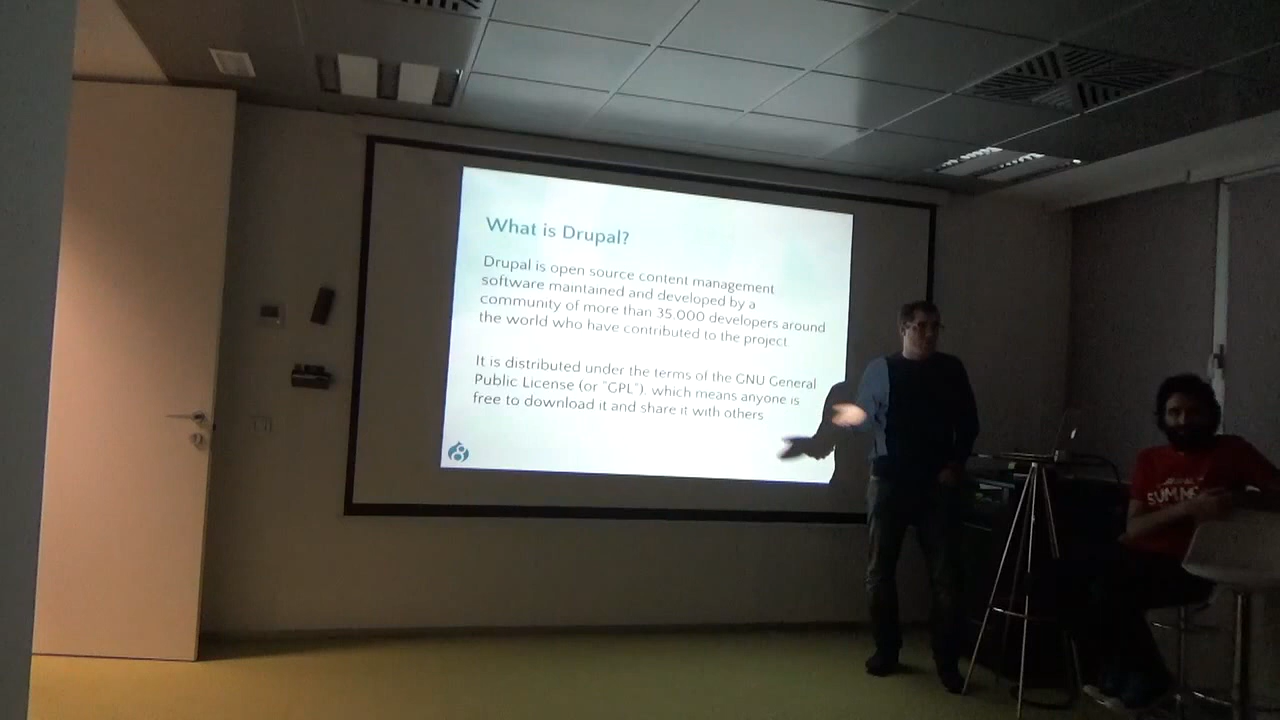 What is Drupal?
Drupal is open source content management
software maintained and developed by a
community of more than 35.000 developers around
the world who have contributed to the project
It is distributed under the terms of the GNU General
Public License (or "GPL"), which means anyone is
free to download it and share it with others